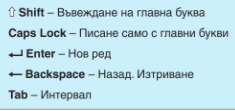 ⇧ Shift – Въвеждане на главна буква
Caps Lock – Писане само с главни букви
↵ Enter – Нов ред
← Backspace – Назад. Изтриване
Tab – Интервал